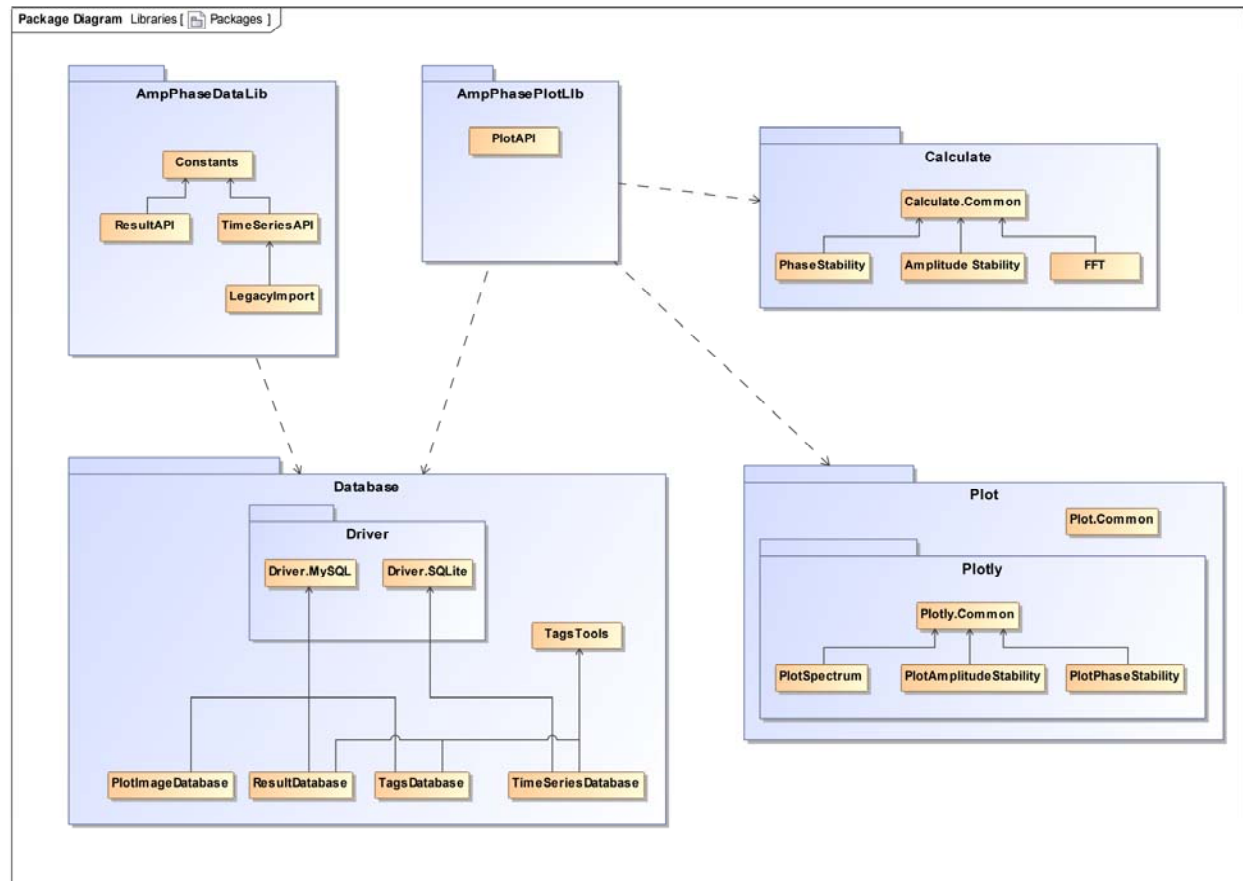 Package Diagram Libraries [ Packages ]
AmpPhaseDataLib
Constants
ResultAPI
TimeSeriesAPI
LegacyImport
AmpPhasePlotLIb
PlotAPI
Calculate
Calculate.Common
PhaseStability
Amplitude Stability
FFT
Database
Driver
Driver.MySQL
Driver.SQLite
TagsTools
PlotImageDatabase
ResultDatabase
TagsDatabase
TimeSeriesDatabase
Plot
Plot.Common
Plotly
Plotly.Common
PlotSpectrum
PlotAmplitudeStability
PlotPhaseStability